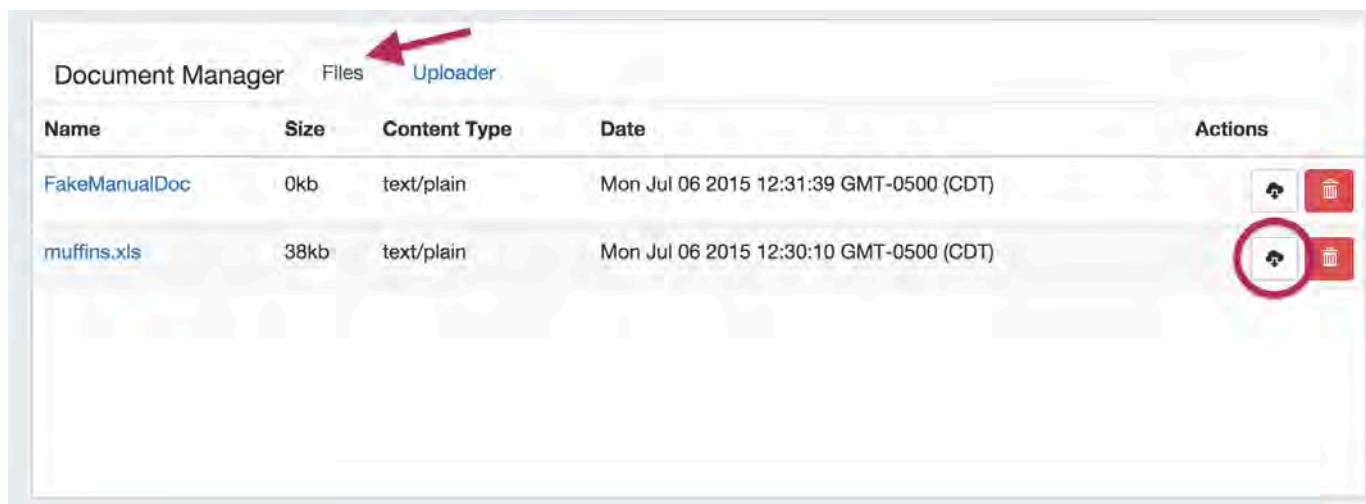 Document Manager Files Uploader
Name Size Content Type Date Actions
FakeManualDoc 0kb text/plain Mon Jul 06 2015 12:31:39 GMT-0500 (CDT)
muffins.xls 38kb text/plain Mon Jul 06 2015 12:30:10 GMT-0500 (CDT)